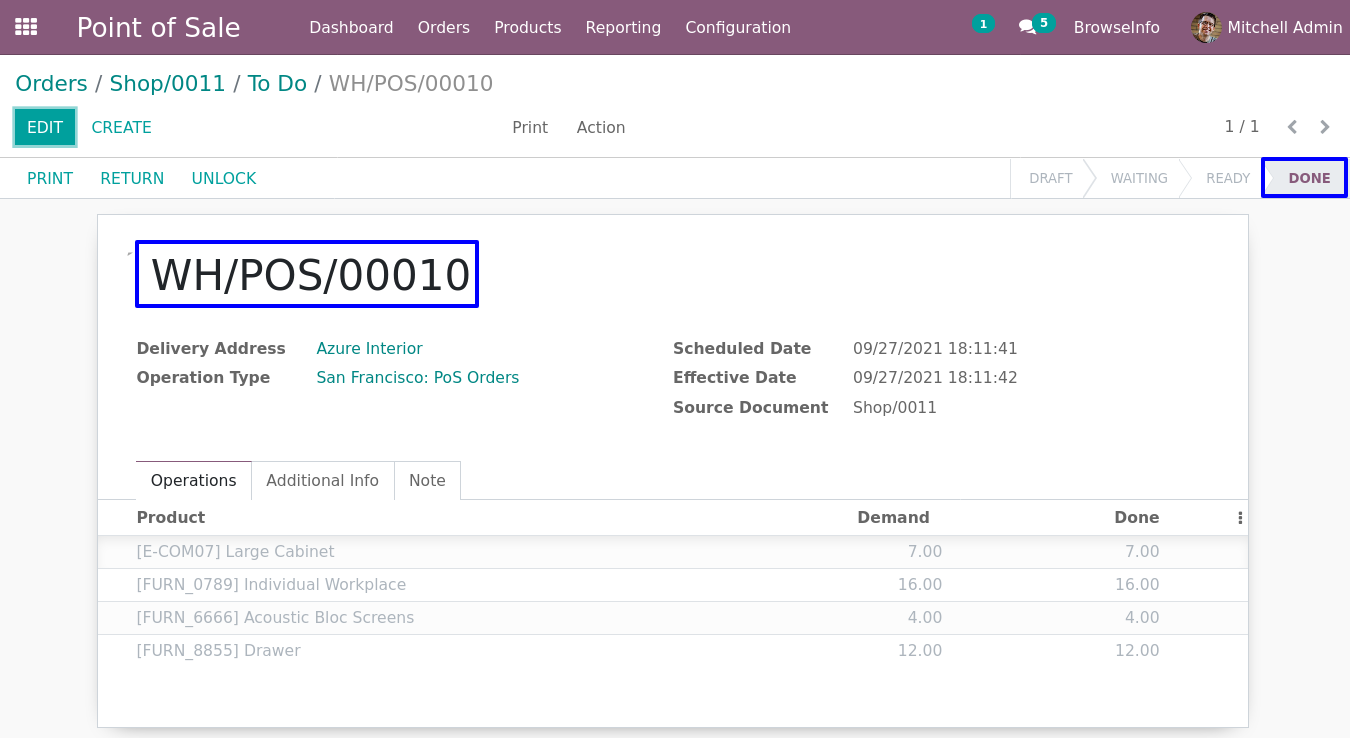 Point of Sale Dashboard Orders Products Reporting Configuration 1 5 BrowseInfo Mitchell Admin
Orders / Shop/0011 / To Do / WH/POS/00010
EDIT CREATE Print Action 1 / 1
PRINT RETURN UNLOCK DRAFT WAITING READY DONE
WH/POS/00010
Delivery Address Azure Interior Scheduled Date 09/27/2021 18:11:41
Operation Type San Francisco: PoS Orders Effective Date 09/27/2021 18:11:42
Source Document Shop/0011
Operations Additional Info Note
Product Demand Done
[E-COM07] Large Cabinet 7.00 7.00
[FURN_0789] Individual Workplace 16.00 16.00
[FURN_6666] Acoustic Bloc Screens 4.00 4.00
[FURN_8855] Drawer 12.00 12.00